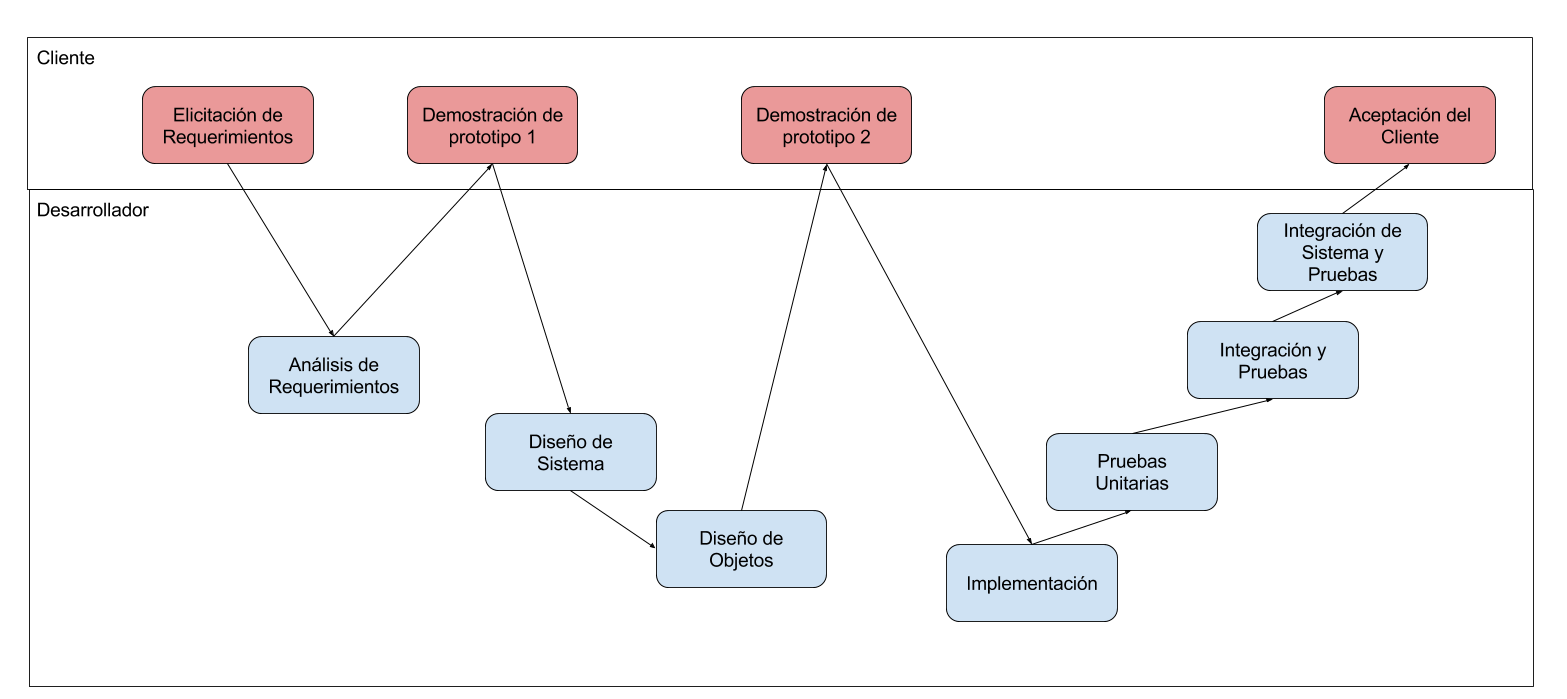 Cliente
Elicitación de
Requerimientos
Demostración de
prototipo 1
Demostración de
prototipo 2
Aceptación del
Cliente
Desarrollador
Integración de
Sistema y
Pruebas
Integración y
Pruebas
Análisis de
Requerimientos
Diseño de
Sistema
Pruebas
Unitarias
Diseño de
Objetos
Implementación